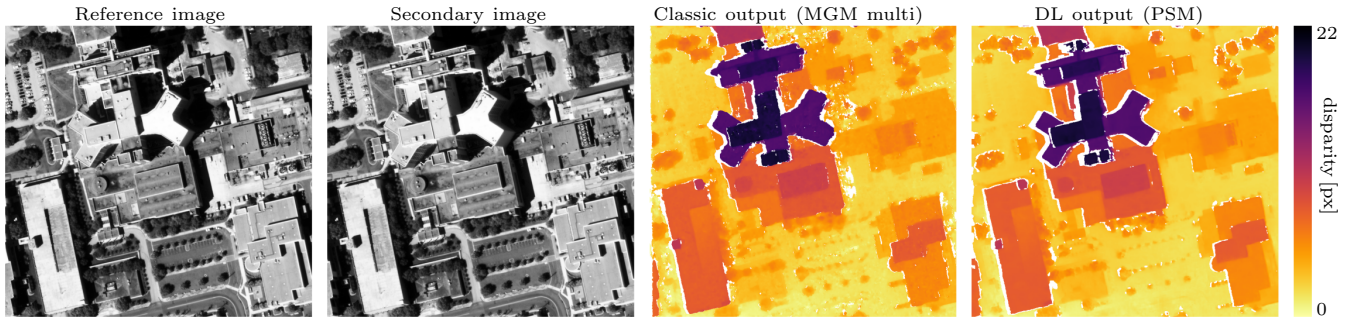 Reference image
Secondary image
Classic output (MGM multi)
DL output (PSM)
22
disparity [px]
0